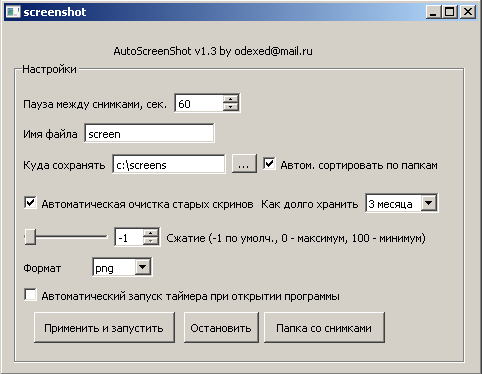 screenshot
AutoScreenShot v1.3 by odexed@mail.ru
Настройки
Пауза между снимками, сек. 60
Имя файла screen
Куда сохранять c:\screens ... Автом. сортировать по папкам
Автоматическая очистка старых скринов Как долго хранить 3 месяца
-1 Сжатие (-1 по умолч., 0 - максимум, 100 - минимум)
Формат png
Автоматический запуск таймера при открытии программы
Применить и запустить Остановить Папка со снимками